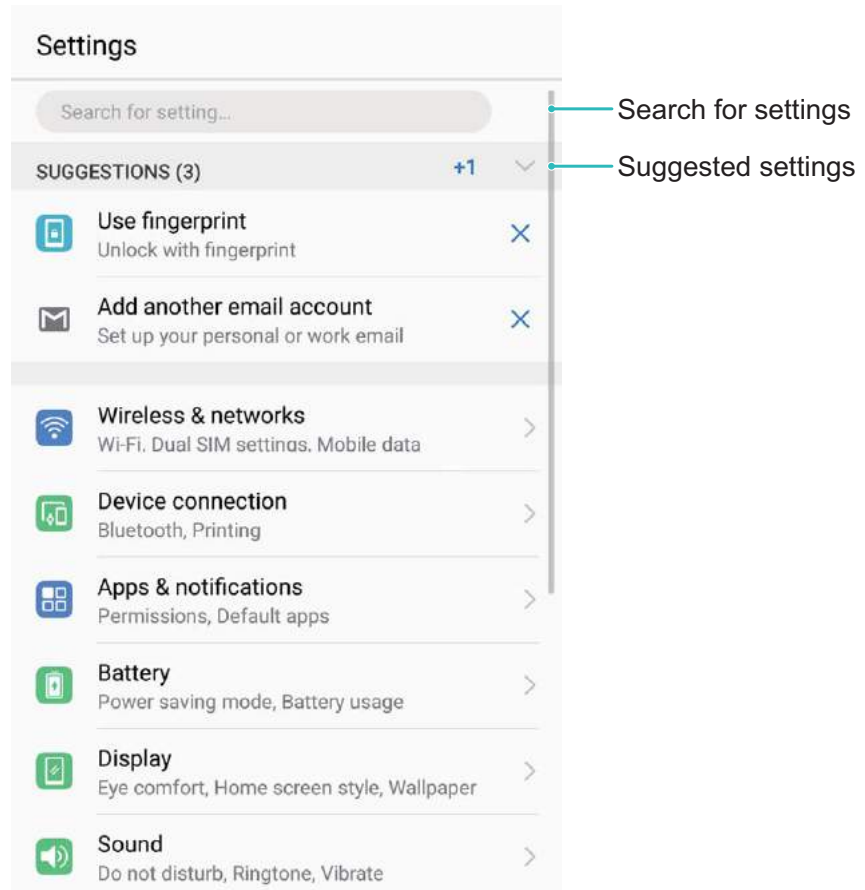 Settings
Search for setting...
Search for settings
SUGGESTIONS (3) +1
Suggested settings
Use fingerprint
Unlock with fingerprint
Add another email account
Set up your personal or work email
Wireless & networks
Wi-Fi, Dual SIM settings, Mobile data
Device connection
Bluetooth, Printing
Apps & notifications
Permissions, Default apps
Battery
Power saving mode, Battery usage
Display
Eye comfort, Home screen style, Wallpaper
Sound
Do not disturb, Ringtone, Vibrate